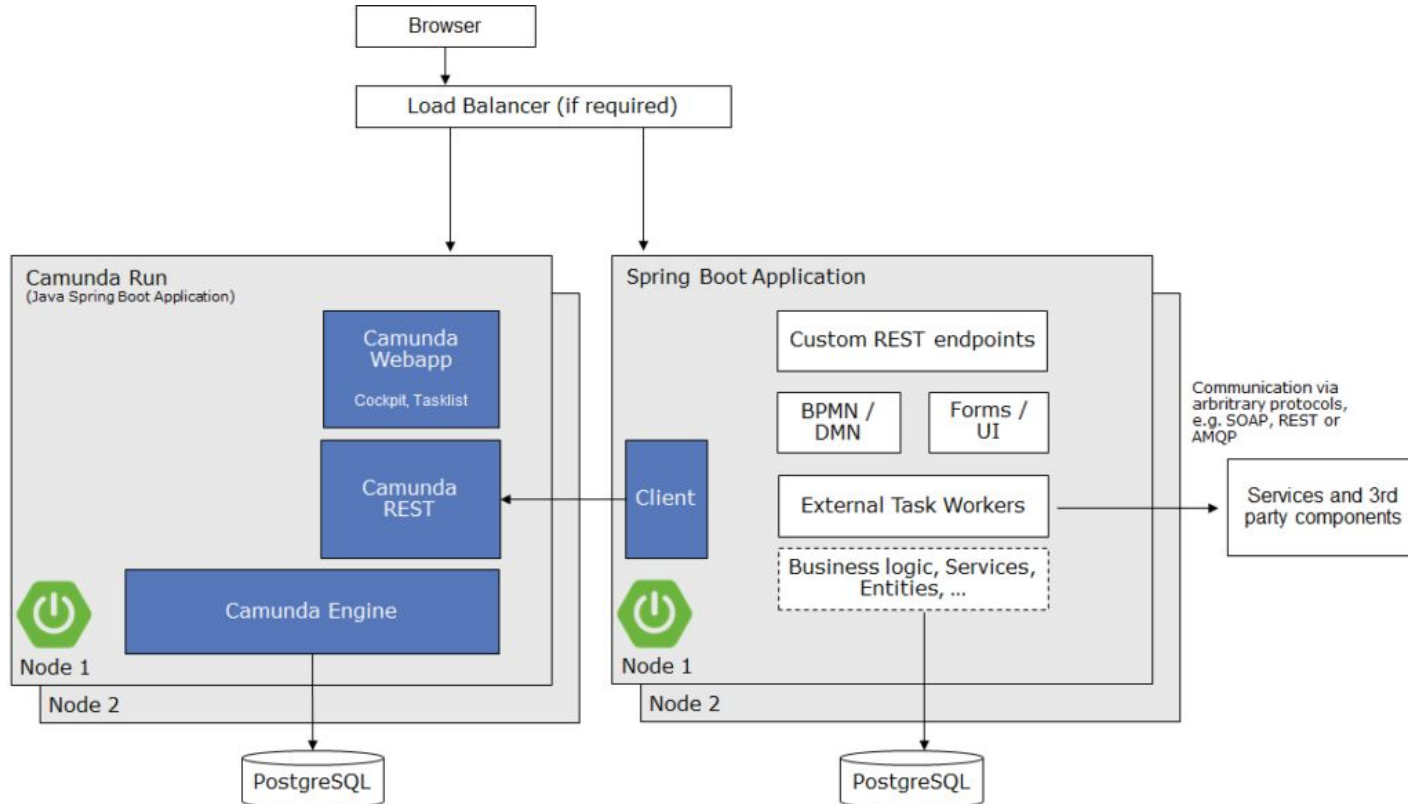 Browser
Load Balancer (if required)
Camunda Run
(Java Spring Boot Application)
Camunda
Webapp
Cockpit, Tasklist
Camunda
REST
Camunda Engine
Node 1
Node 2
PostgreSQL
Spring Boot Application
Custom REST endpoints
BPMN /
DMN
Forms /
UI
Client
External Task Workers
Business logic, Services,
Entities, ...
Node 1
Node 2
PostgreSQL
Communication via
arbritrary protocols,
e.g. SOAP, REST or
AMQP
Services and 3rd
party components